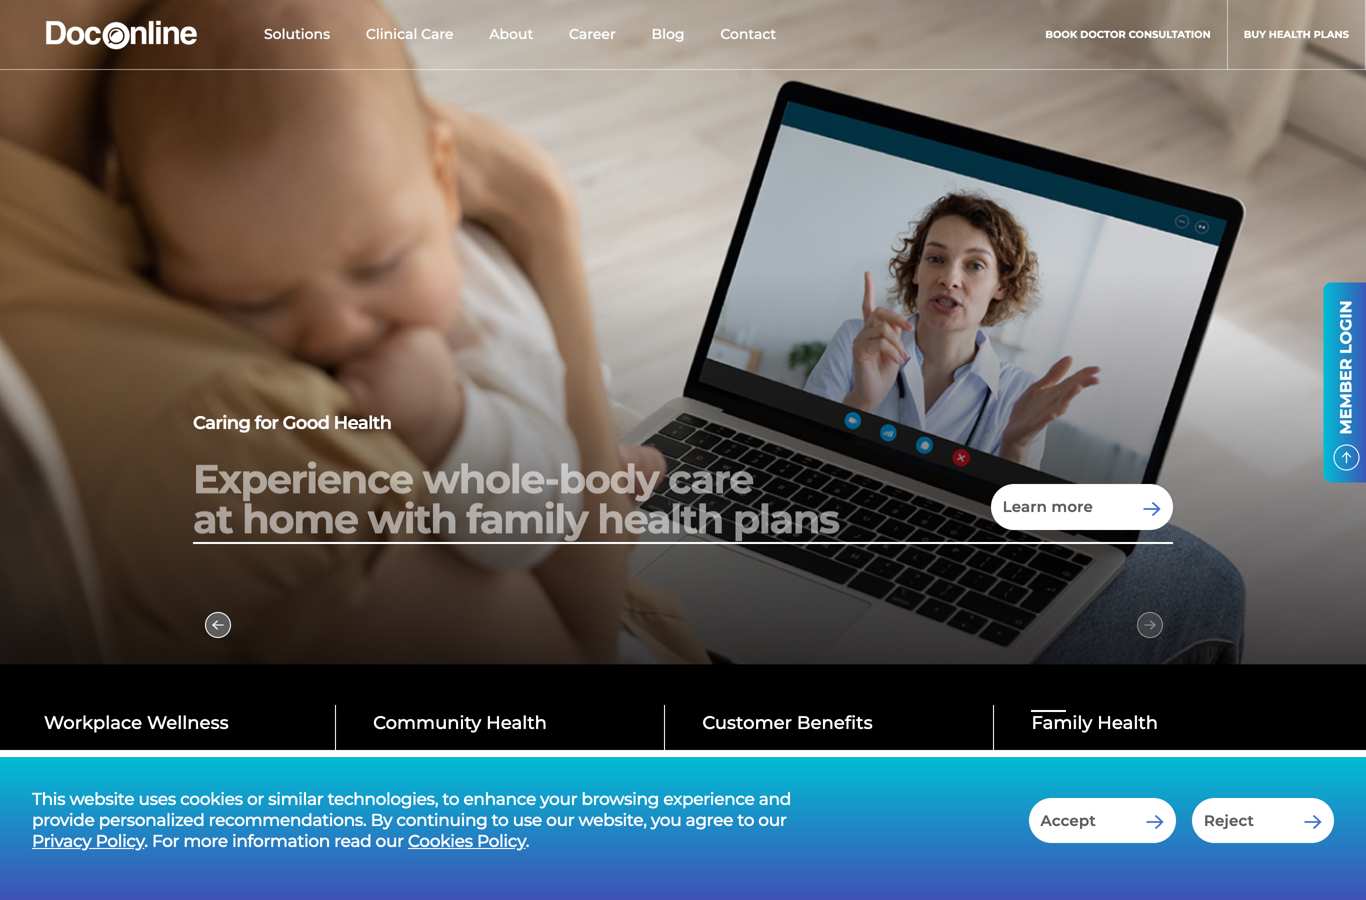 DocOnline
Solutions
Clinical Care
About
Career
Blog
Contact
BOOK DOCTOR CONSULTATION
BUY HEALTH PLANS
MEMBER LOGIN
Caring for Good Health
Experience whole-body care
at home with family health plans
Learn more
Workplace Wellness
Community Health
Customer Benefits
Family Health
This website uses cookies or similar technologies, to enhance your browsing experience and
provide personalized recommendations. By continuing to use our website, you agree to our
Privacy Policy. For more information read our Cookies Policy.
Accept
Reject